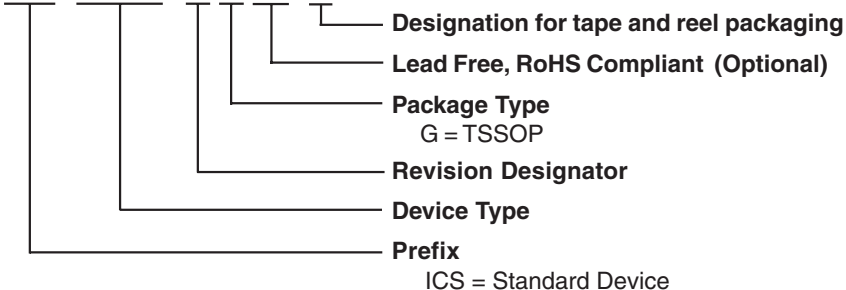 Designation for tape and reel packaging
Lead Free, RoHS Compliant (Optional)
Package Type
G = TSSOP
Revision Designator
Device Type
Prefix
ICS = Standard Device